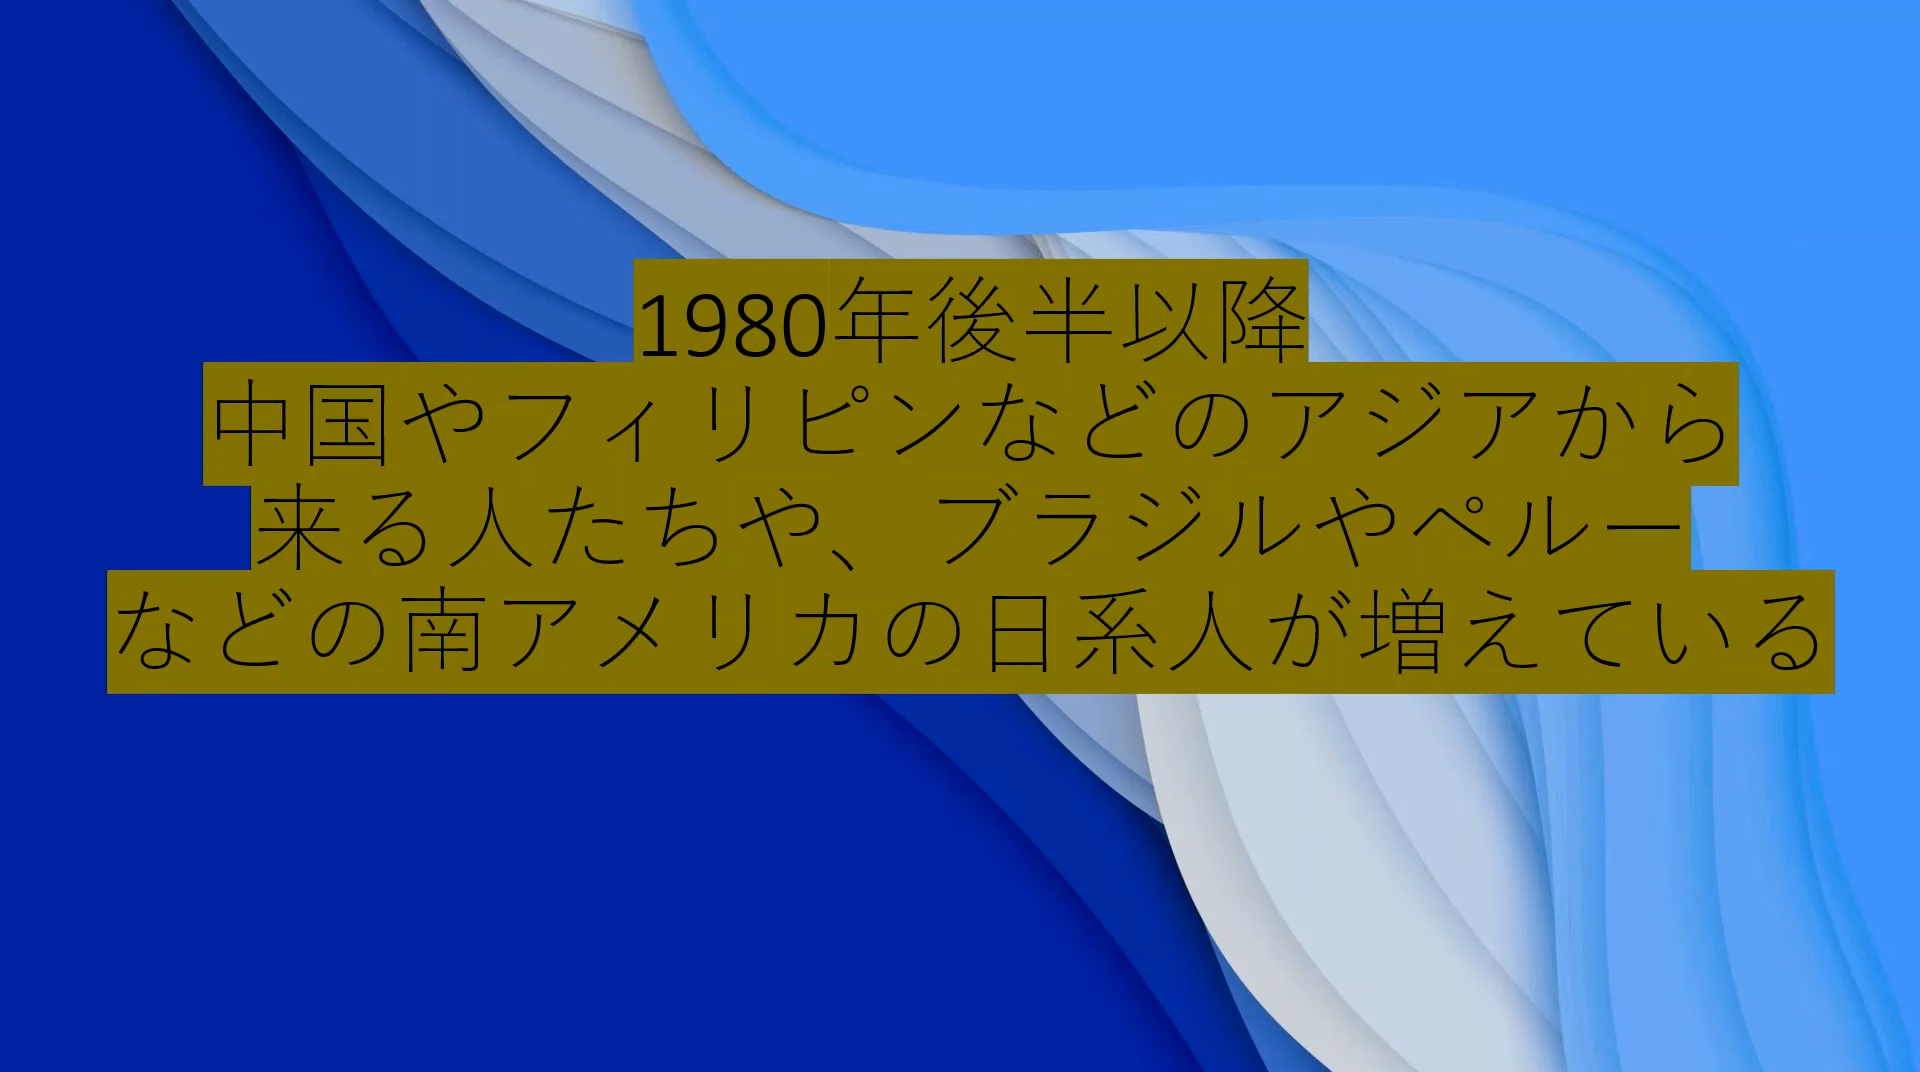 1980年後半以降
中国やフィリピンなどのアジアから
来る人たちや、ブラジルやペルー
などの南アメリカの日系人が増えている